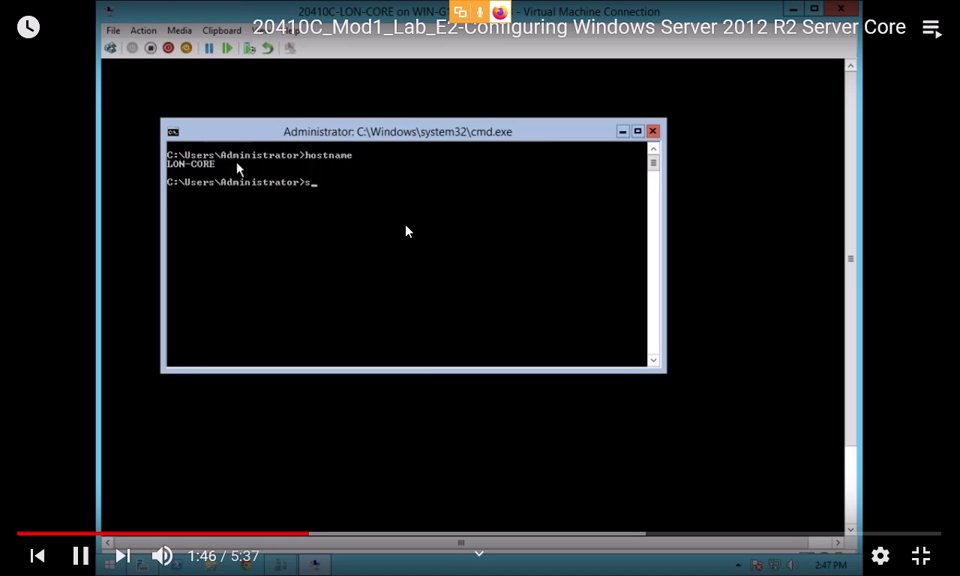 20410C-LON-CORE on WIN-G - Virtual Machine Connection
20410C_Mod1_Lab_E2-Configuring Windows Server 2012 R2 Server Core
File Action Media Clipboard
Administrator: C:\Windows\system32\cmd.exe
C:\Users\Administrator>hostname
LON-CORE
C:\Users\Administrator>s_
1:46 / 5:37
2:47 PM